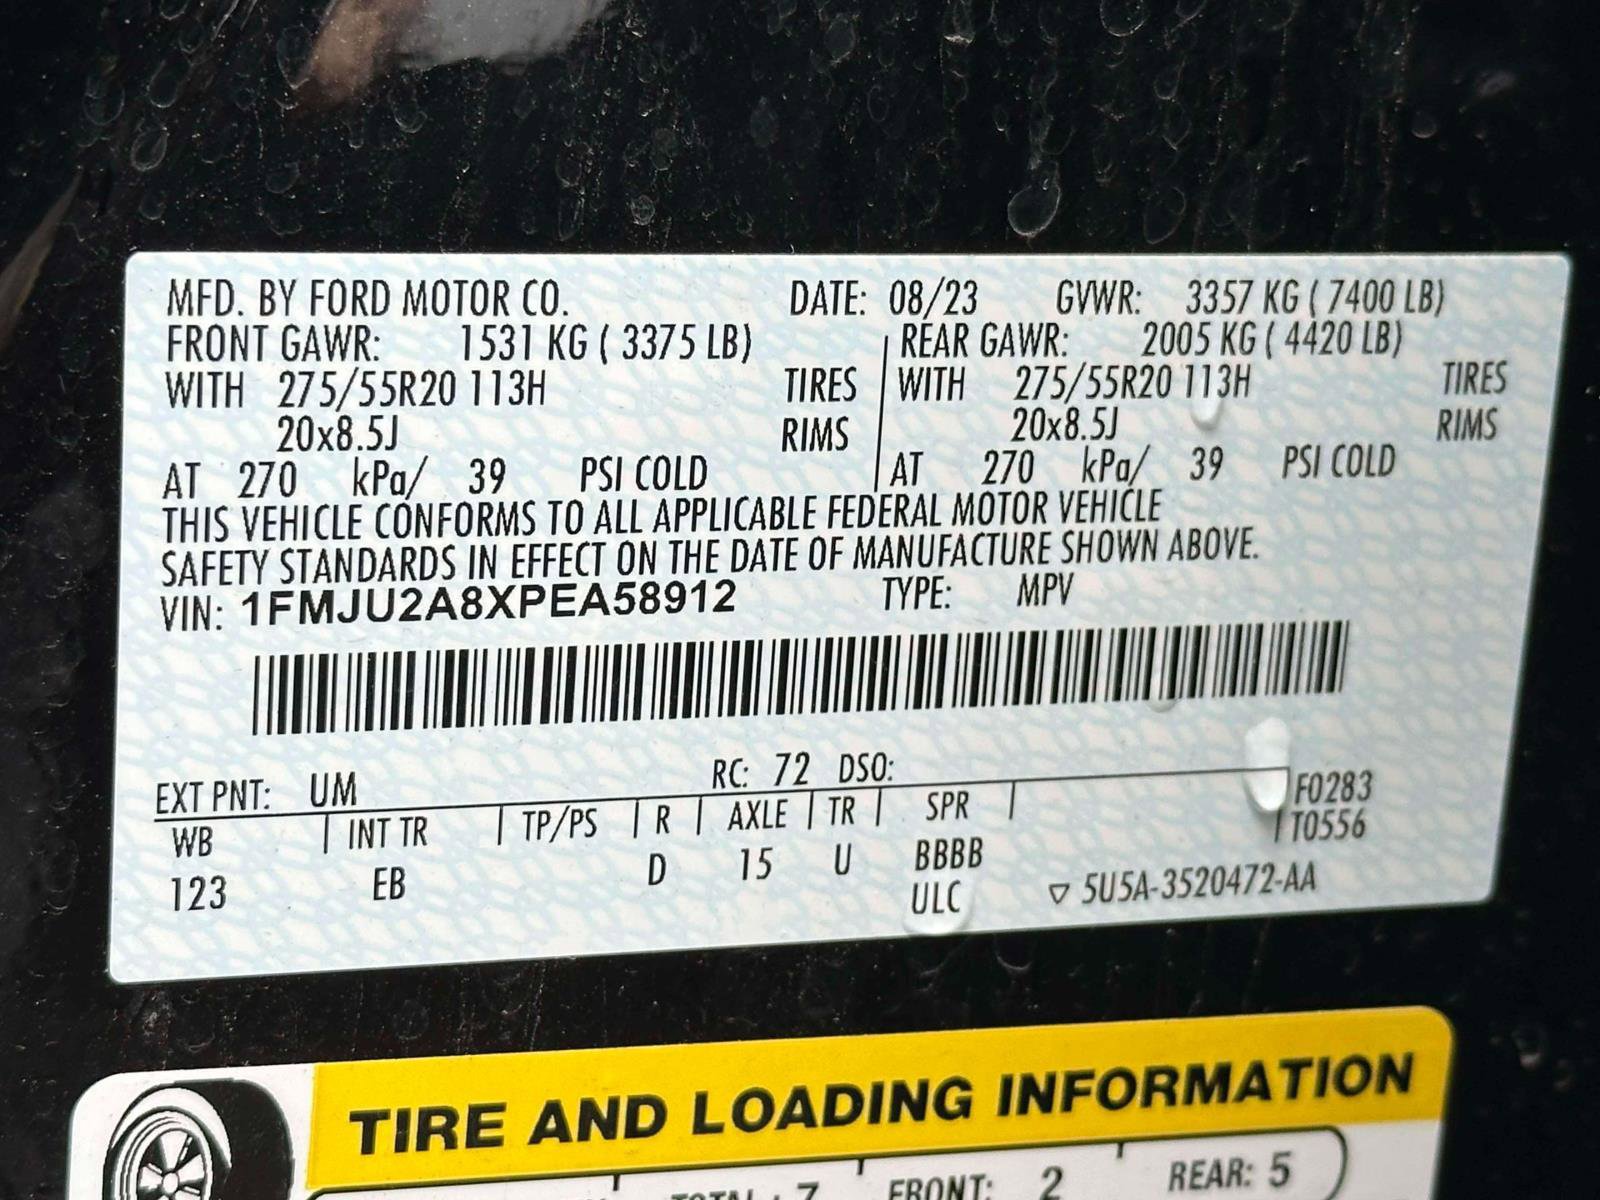 MFD. BY FORD MOTOR CO. DATE: 08/23 GVWR: 3357 KG ( 7400 LB)
FRONT GAWR: 1531 KG ( 3375 LB) REAR GAWR: 2005 KG ( 4420 LB)
WITH 275/55R20 113H TIRES WITH 275/55R20 113H TIRES
20x8.5J RIMS 20x8.5J RIMS
AT 270 kPa/ 39 PSI COLD AT 270 kPa/ 39 PSI COLD
THIS VEHICLE CONFORMS TO ALL APPLICABLE FEDERAL MOTOR VEHICLE
SAFETY STANDARDS IN EFFECT ON THE DATE OF MANUFACTURE SHOWN ABOVE.
VIN: 1FMJU2A8XPEA58912 TYPE: MPV
EXT PNT: UM RC: 72 DSO:
WB INT TR TP/PS R AXLE TR SPR F0283
T0556
123 EB D 15 U BBBB
ULC ▽ 5U5A-3520472-AA
TIRE AND LOADING INFORMATION
TOTAL : 7 FRONT: 2 REAR: 5